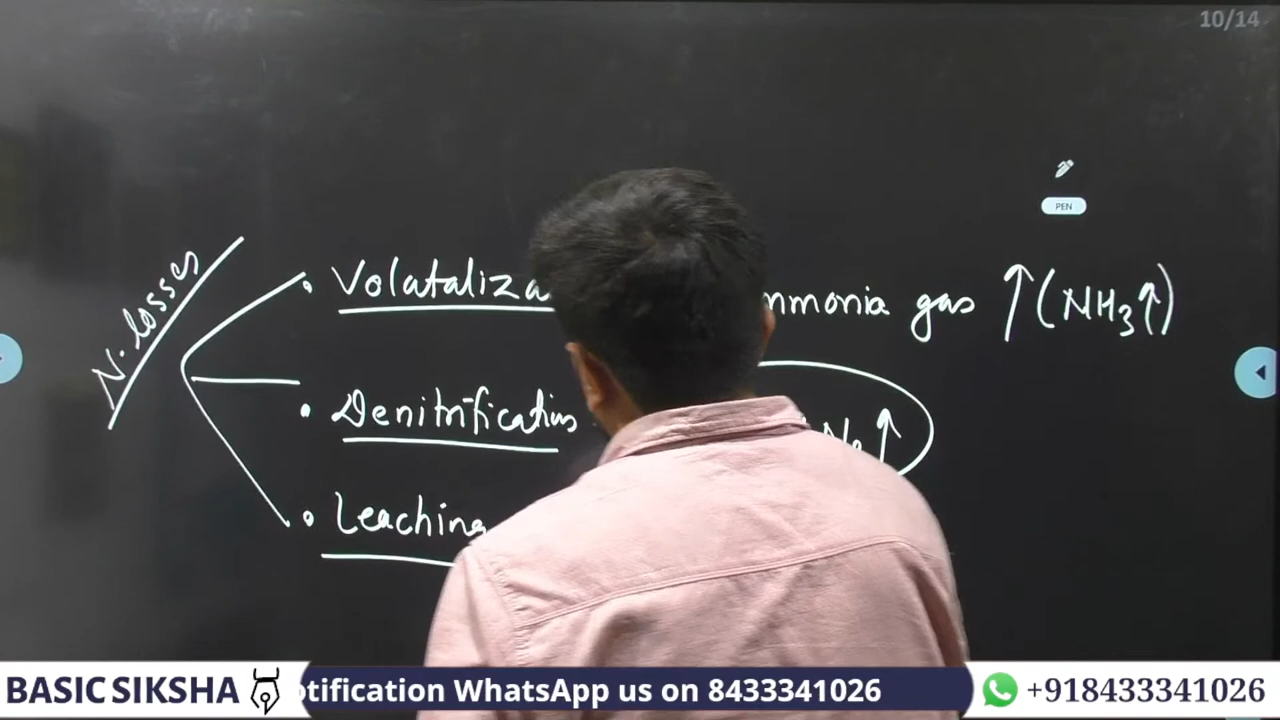 10/14
PEN
N. losses
• Volataliza mmonia gas ↑ (NH3↑)
• Denitrification N2 ↑
• Leaching
BASIC SIKSHA otification WhatsApp us on 8433341026 +918433341026